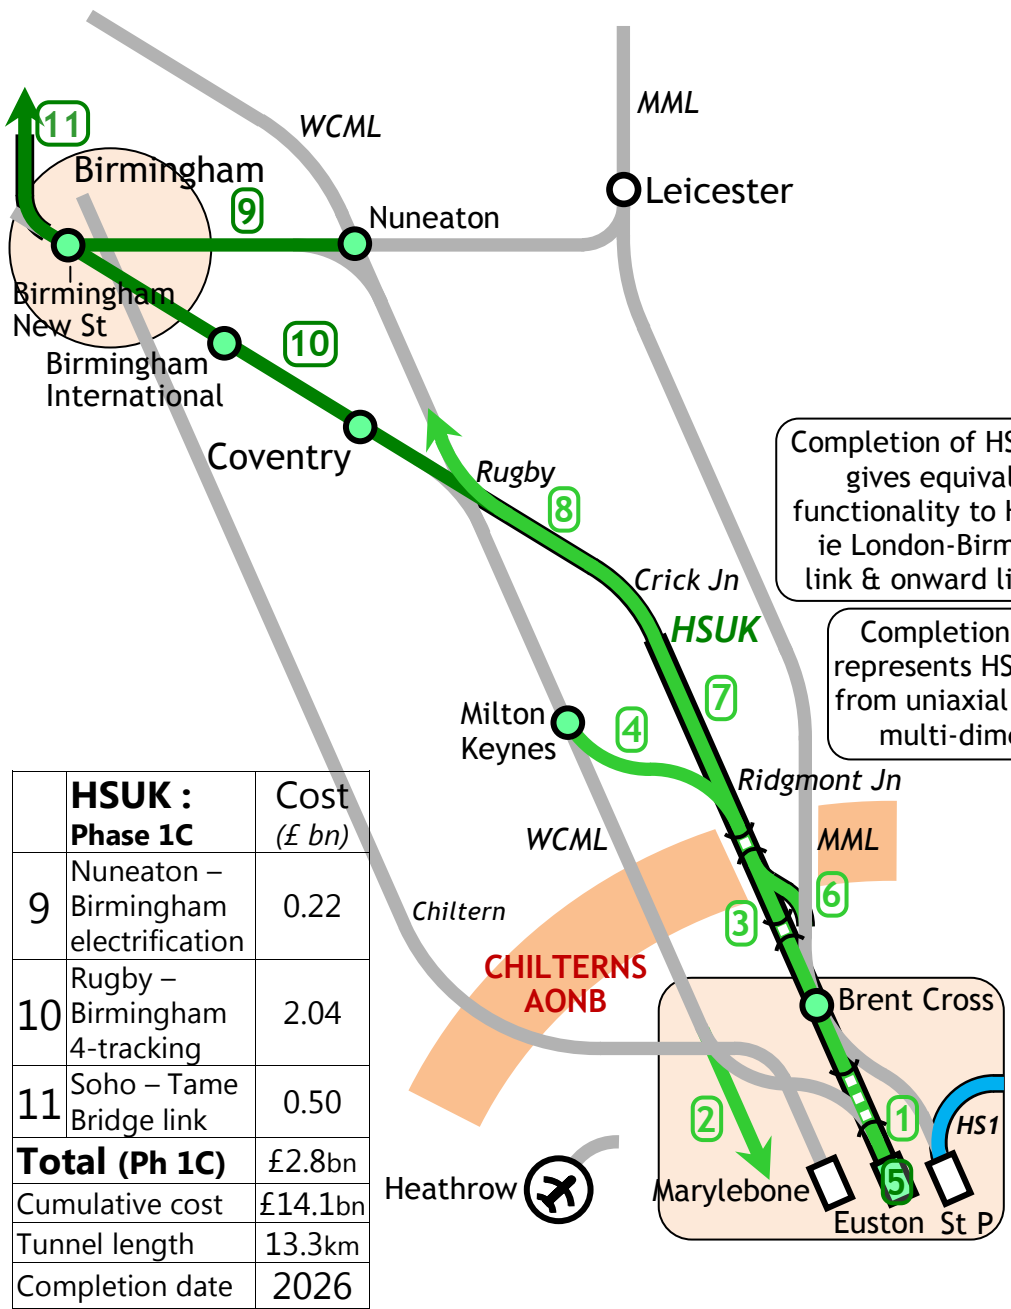 WCML
MML
11
Birmingham
9
Nuneaton
Leicester
Birmingham
New St
10
Birmingham
International
Coventry
Rugby
8
Completion of HS
gives equival
functionality to H
ie London-Birm
link & onward li
Crick Jn
HSUK
Completion
represents HS
from uniaxial
multi-dime
7
Milton
Keynes
4
Ridgmont Jn
WCML
MML
HSUK :
Phase 1C
Cost
(£ bn)
9
Nuneaton –
Birmingham
electrification
0.22
10
Rugby –
Birmingham
4-tracking
2.04
11
Soho – Tame
Bridge link
0.50
Total (Ph 1C)
£2.8bn
Cumulative cost
£14.1bn
Tunnel length
13.3km
Completion date
2026
Chiltern
3
6
CHILTERNS
AONB
Brent Cross
2
1
HS1
Heathrow
Marylebone
5
Euston
St P